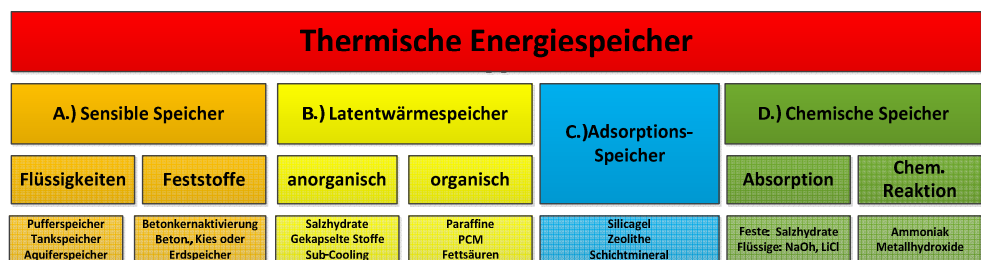 Thermische Energiespeicher
A.) Sensible Speicher
B.) Latentwärmespeicher
C.)Adsorptions-
Speicher
D.) Chemische Speicher
Flüssigkeiten
Feststoffe
anorganisch
organisch
Absorption
Chem.
Reaktion
Pufferspeicher
Tankspeicher
Aquiferspeicher
Betonkernaktivierung
Beton., Kies oder
Erdspeicher
Salzhydrate
Gekapselte Stoffe
Sub-Cooling
Paraffine
PCM
Fettsäuren
Silicagel
Zeolithe
Schichtmineral
Feste: Salzhydrate
Flüssige: NaOh, LiCl
Ammoniak
Metallhydroxide